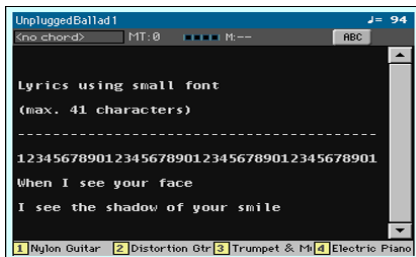 UnpluggedBallad1 ♩= 94
<no chord> MT:0 M:-- ABC
Lyrics using small font
(max. 41 characters)
-----------------------------------------
12345678901234567890123456789012345678901
When I see your face
I see the shadow of your smile
1 Nylon Guitar 2 Distortion Gtr 3 Trumpet & M 4 Electric Piano